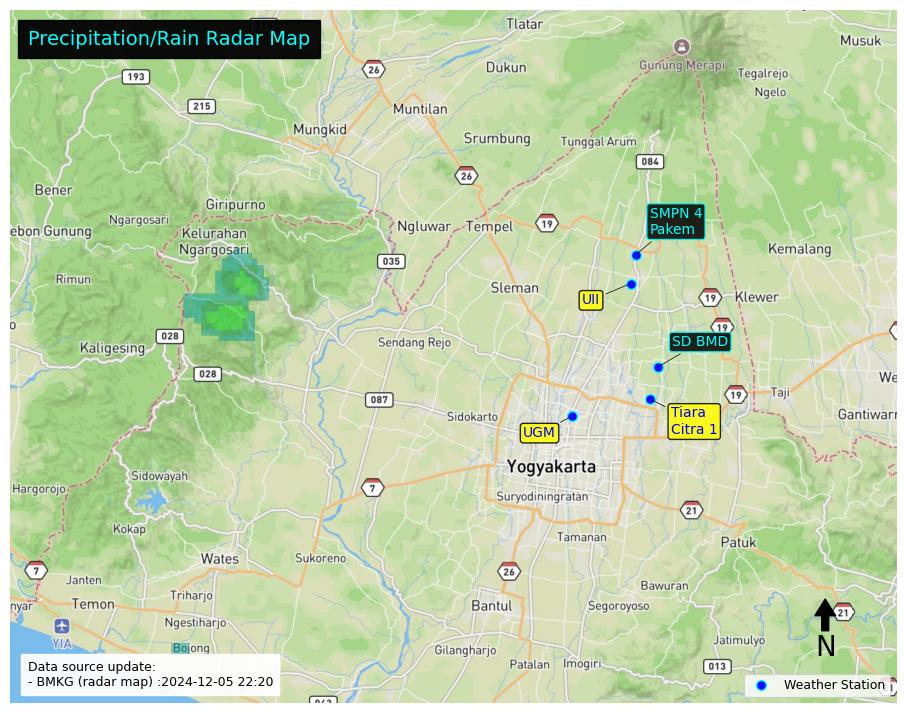 Precipitation/Rain Radar Map
Tlatar
Musuk
26
193
Dukun
Gunung Merapi
Tegalrejo
Ngelo
215
Muntilan
Mungkid
Srumbung
Tunggal Arum
084
26
Bener
Giripurno
Ngargosari
Kelurahan
Ngargosari
ebon Gunung
Ngluwar
Tempel
19
SMPN 4
Pakem
Kemalang
035
Rimun
Sleman
UII
19
Klewer
028
Kaligesing
Sendang Rejo
19
SD BMD
028
087
19
Taji
We
Sidokarto
UGM
Tiara
Citra 1
Gantiwarn
Yogyakarta
Sidowayah
7
Suryodiningratan
Hargorojo
21
Kokap
Tamanan
Patuk
Wates
Sukoreno
7
26
Janten
Bawuran
nyar
Temon
Triharjo
Bantul
Segoroyoso
21
Ngestiharjo
YIA
Bojong
Gilangharjo
Jatimulyo
N
Patalan
Imogiri
013
Data source update:
- BMKG (radar map) :2024-12-05 22:20
Weather Station